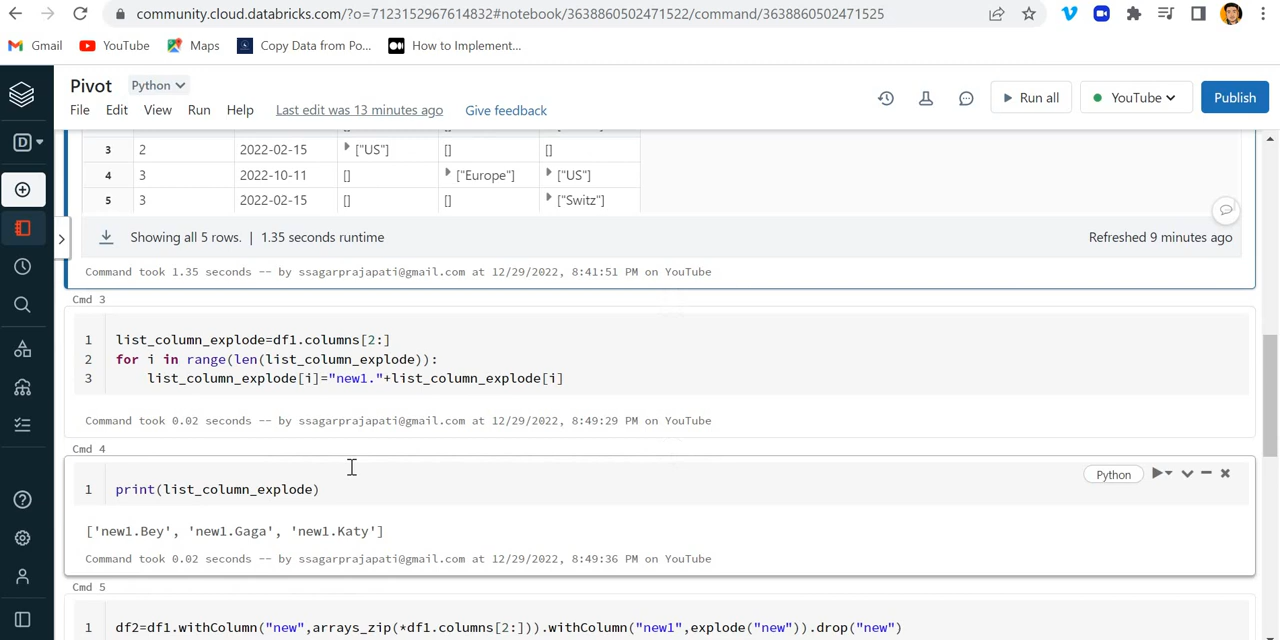 community.cloud.databricks.com/?o=7123152967614832#notebook/3638860502471522/command/3638860502471525
Gmail YouTube Maps Copy Data from Po... How to Implement...
Pivot Python
File Edit View Run Help Last edit was 13 minutes ago Give feedback
Run all YouTube Publish
3 2 2022-02-15 ["US"] [] []
4 3 2022-10-11 [] ["Europe"] ["US"]
5 3 2022-02-15 [] [] ["Switz"]
Showing all 5 rows. | 1.35 seconds runtime Refreshed 9 minutes ago
Command took 1.35 seconds -- by ssagarprajapati@gmail.com at 12/29/2022, 8:41:51 PM on YouTube
Cmd 3
1 list_column_explode=df1.columns[2:]
2 for i in range(len(list_column_explode)):
3 list_column_explode[i]="new1."+list_column_explode[i]
Command took 0.02 seconds -- by ssagarprajapati@gmail.com at 12/29/2022, 8:49:29 PM on YouTube
Cmd 4
Python
1 print(list_column_explode)
['new1.Bey', 'new1.Gaga', 'new1.Katy']
Command took 0.02 seconds -- by ssagarprajapati@gmail.com at 12/29/2022, 8:49:36 PM on YouTube
Cmd 5
1 df2=df1.withColumn("new",arrays_zip(*df1.columns[2:])).withColumn("new1",explode("new")).drop("new")